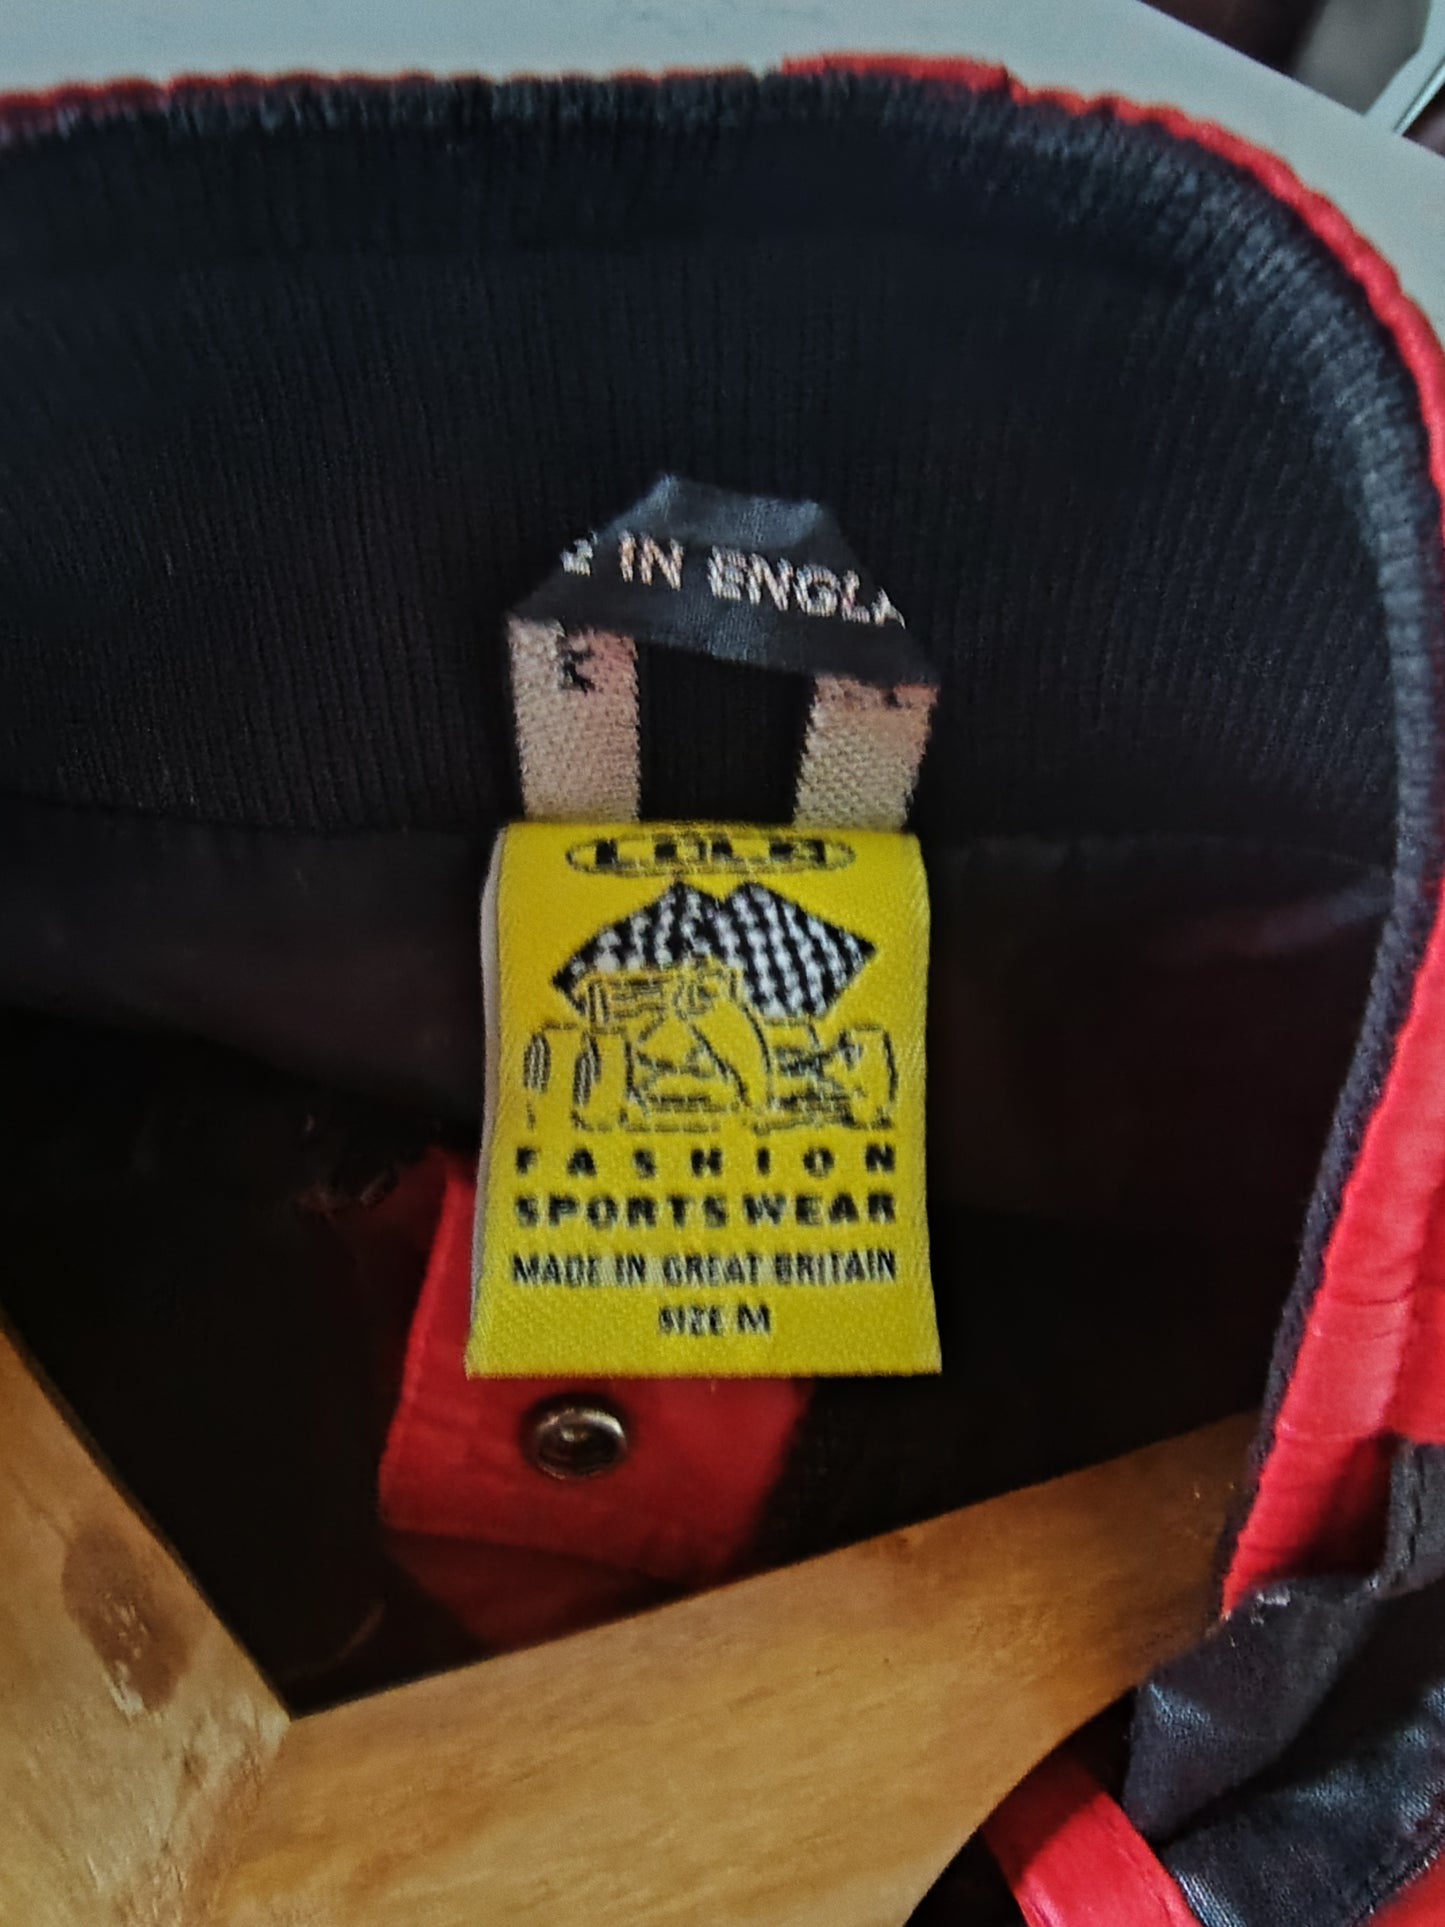 IN ENGLA
FASHION
SPORTSWEAR
MADE IN GREAT BRITAIN
SIZE M